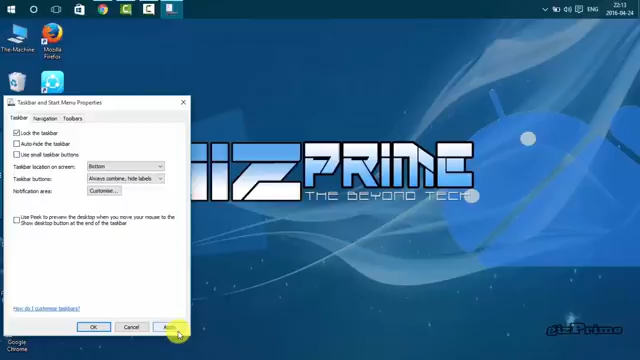 ENG
22:13
2016-04-24
The-Machine
Mozilla
Firefox
Taskbar and Start Menu Properties
Taskbar
Navigation
Toolbars
Lock the taskbar
Auto-hide the taskbar
Use small taskbar buttons
Taskbar location on screen:
Bottom
Taskbar buttons:
Always combine, hide labels
Notification area:
Customise...
Use Peek to preview the desktop when you move your mouse to the
Show desktop button at the end of the taskbar
How do I customise taskbars?
OK
Cancel
Google
Chrome
PRIME
THE BEYOND TECH
gizPrime